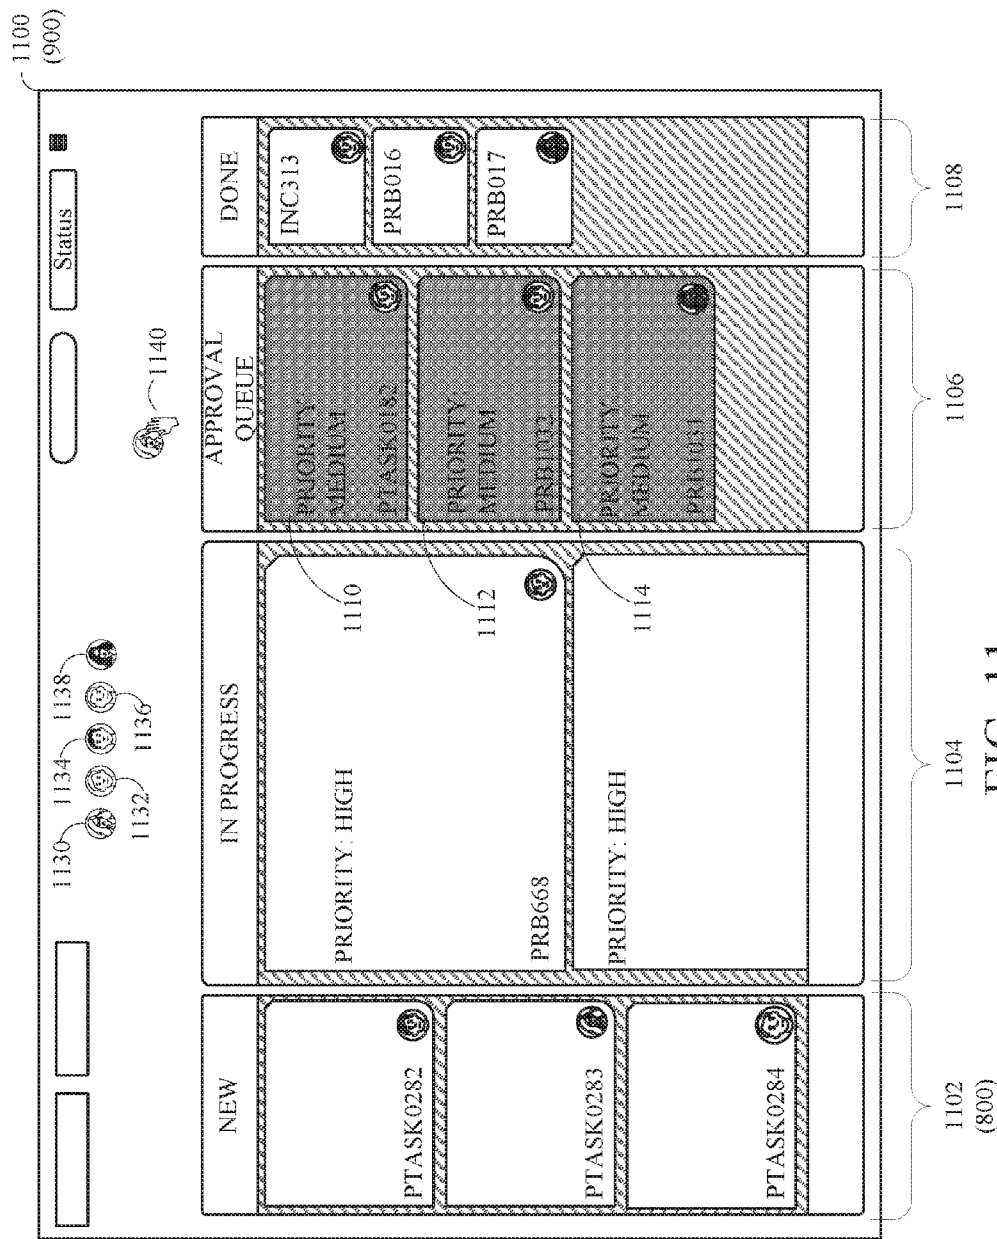 1100
(900)
Status
1130
1132
1134
1136
1138
1140
NEW
PTASK0282
PTASK0283
PTASK0284
IN PROGRESS
PRIORITY: HIGH
PRB668
PRIORITY: HIGH
APPROVAL
QUEUE
PRIORITY
MEDIUM
PTASK0182
PRIORITY:
MEDIUM
PRB1032
PRIORITY
MEDIUM
PRB1031
1110
1112
1114
DONE
INC313
PRB016
PRB017
1102
(800)
1104
1106
1108
FIG. 11